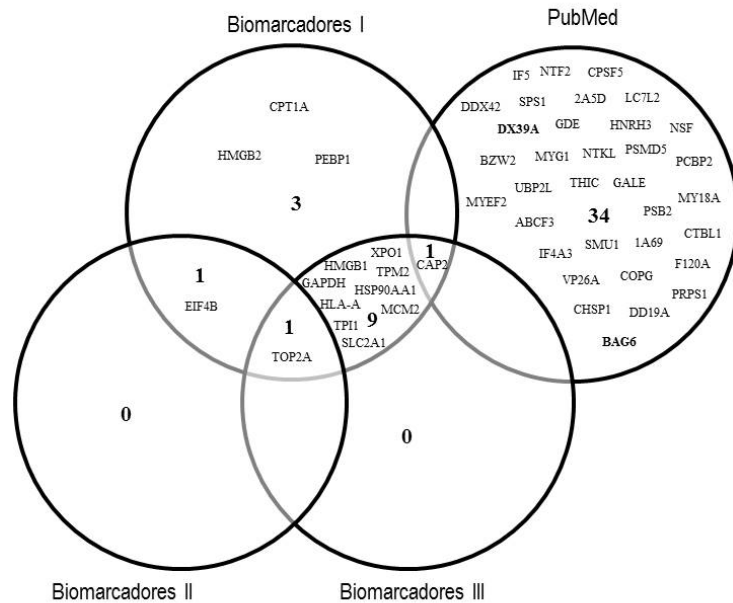 Biomarcadores I
PubMed
CPT1A
HMGB2
PEBP1
3
IF5
NTF2
CPSF5
DDX42
SPS1
2A5D
LC7L2
DX39A
GDE
HNRH3
NSF
BZW2
MYG1
NTKL
PSMD5
PCBP2
MYEF2
UBP2L
THIC
GALE
MY18A
ABCF3
34
PSB2
CTBL1
IF4A3
SMU1
1A69
F120A
VP26A
COPG
PRPS1
CHSP1
DD19A
BAG6
1
EIF4B
1
TOP2A
XPO1
HMGB1
TPM2
GAPDH
HSP90AA1
HLA-A
MCM2
TPI1
9
SLC2A1
1
CAP2
0
0
Biomarcadores II
Biomarcadores III